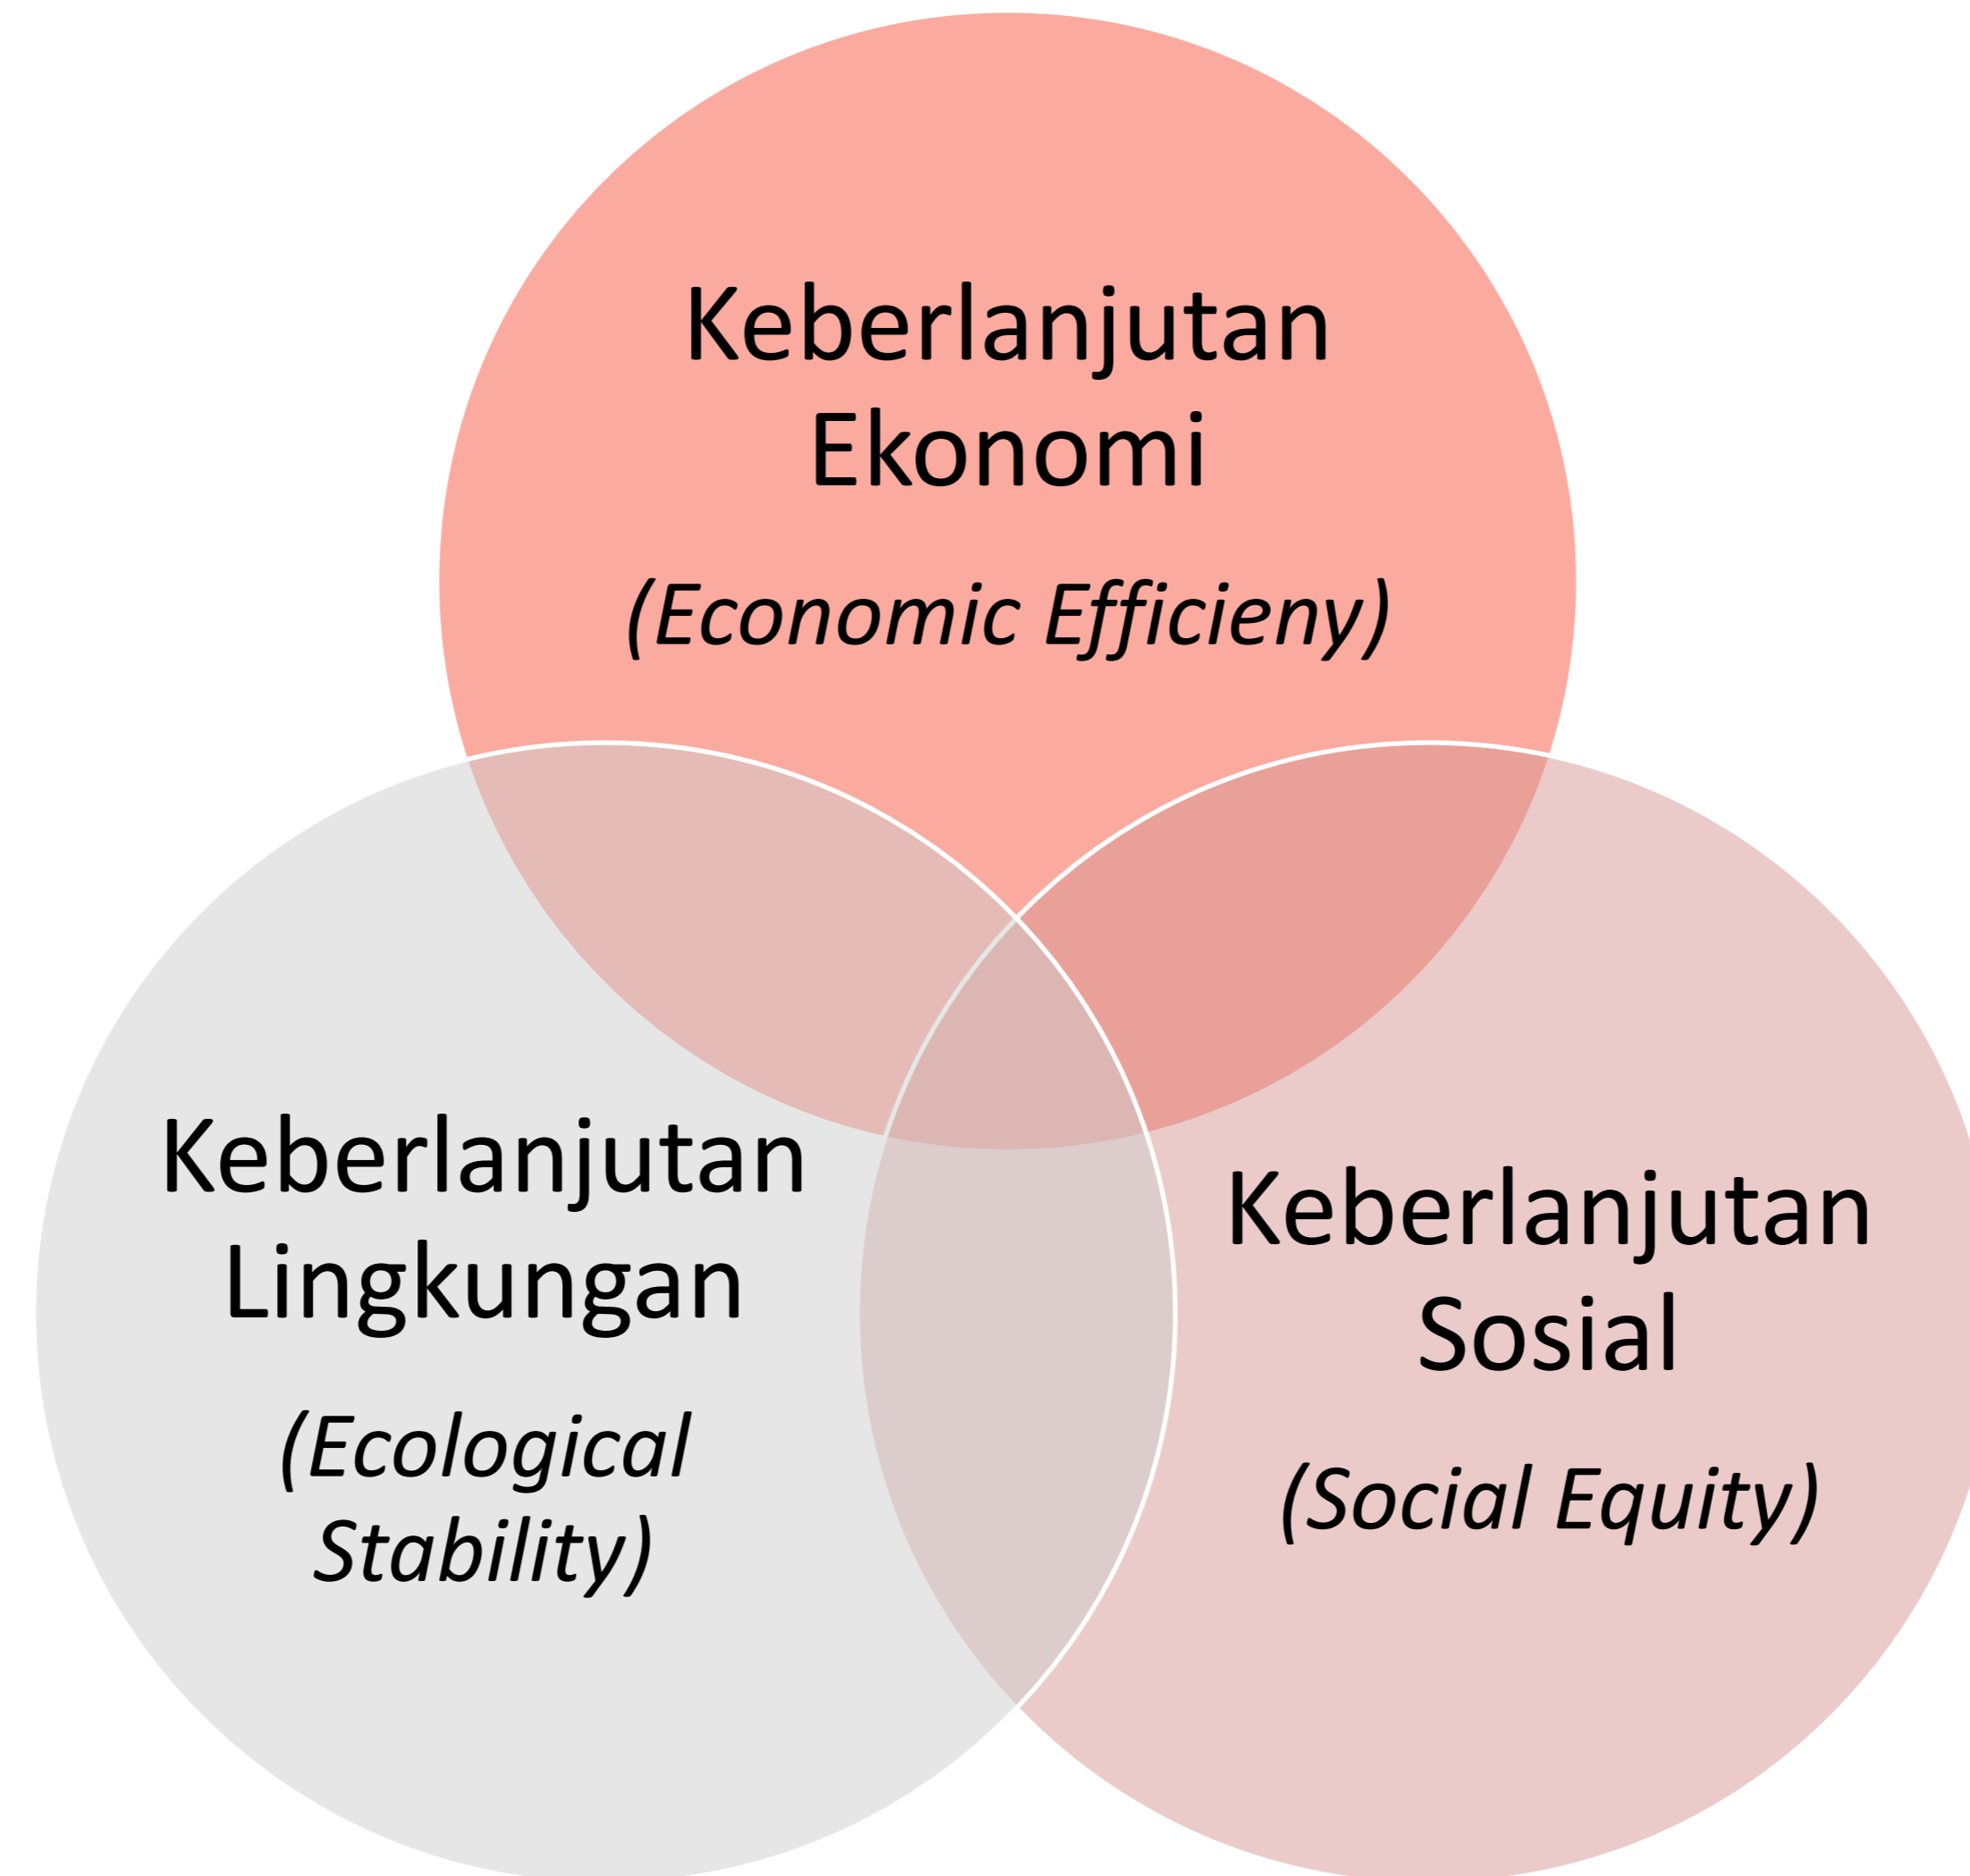 Keberlanjutan
Ekonomi
(Economic Efficieny)
Keberlanjutan
Lingkungan
(Ecological
Stability)
Keberlanjutan
Sosial
(Social Equity)